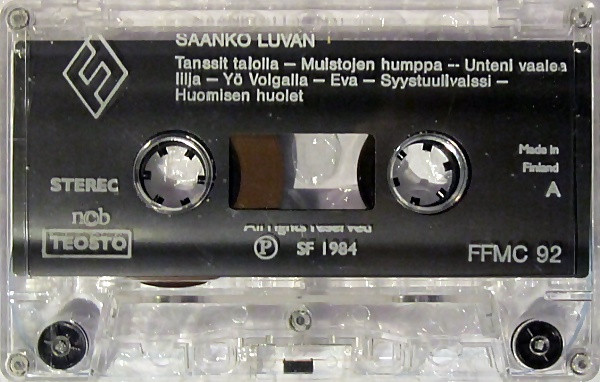 SAANKO LUVAN
Tanssit talolla – Muistojen humppa – Unteni vaalea
lilja – Yö Volgalla – Eva – Syystuulivalssi –
Huomisen huolet
Made in
Finland
STEREO
A
ncb
TEOSTO
All rights reserved
Ⓟ SF 1984
FFMC 92